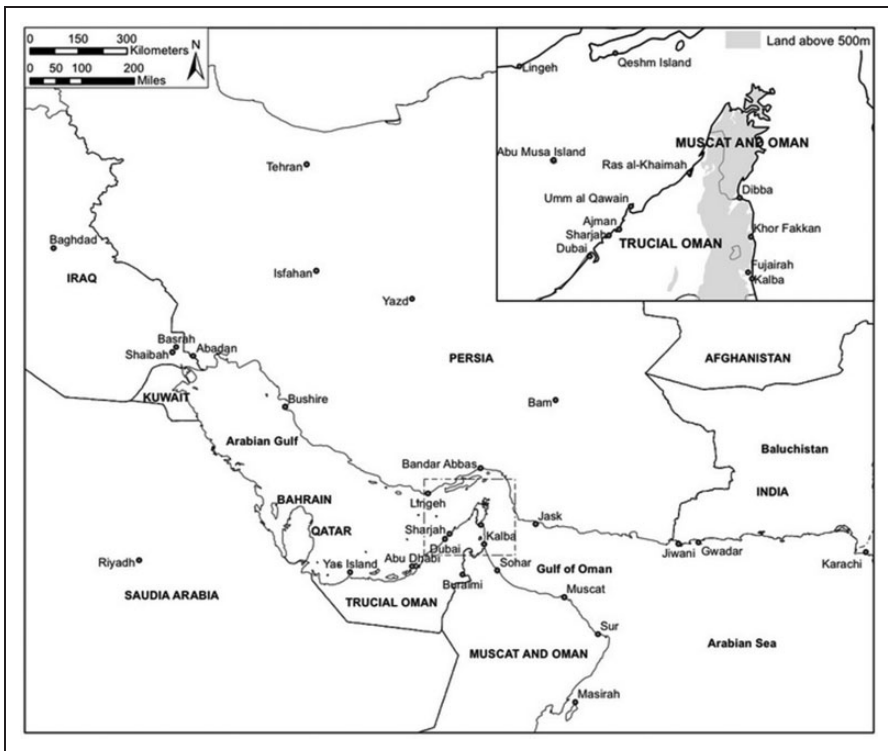 0 150 300
Kilometers
0 50 100 200
Miles
N
Land above 500m
Lingeh
Qeshm Island
MUSCAT AND OMAN
Abu Musa Island
Ras al-Khaimah
Dibba
Umm al Qawain
Ajman
Khor Fakkan
Sharjah
TRUCIAL OMAN
Dubai
Fujairah
Kalba
Tehran
Baghdad
IRAQ
Isfahan
Yazd
Basrah
Shaibah
Abadan
PERSIA
AFGHANISTAN
KUWAIT
Bushire
Bam
Arabian Gulf
Baluchistan
Bandar Abbas
INDIA
Lingeh
BAHRAIN
QATAR
Jask
Sharjah
Kalba
Dubai
Jiwani
Gwadar
Riyadh
Yas Island
Abu Dhabi
Sohar
Gulf of Oman
Karachi
Buraimi
SAUDI ARABIA
TRUCIAL OMAN
Muscat
Sur
Arabian Sea
MUSCAT AND OMAN
Masirah